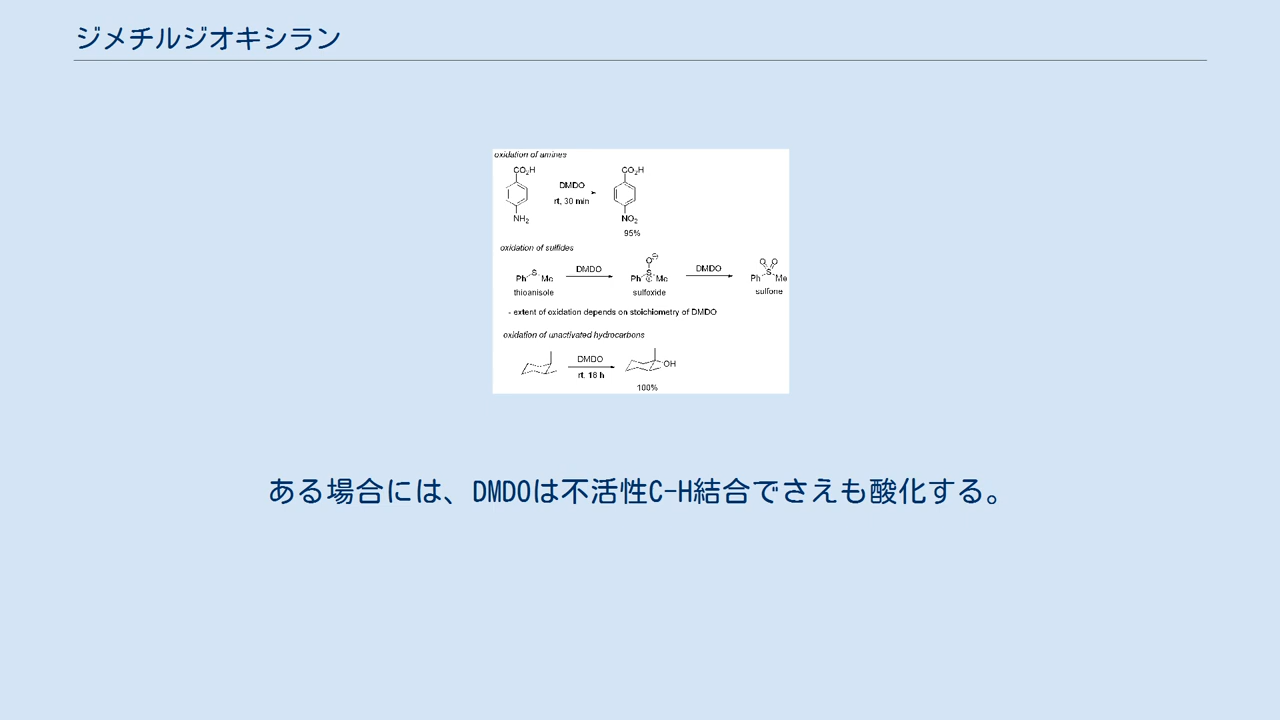 ジメチルジオキシラン
oxidation of amines
CO₂H
CO₂H
DMDO
rt, 30 min
NH₂
NO₂
95%
oxidation of sulfides
Ph S Me
DMDO
O⊖
Ph S⊕ Me
DMDO
O O
Ph S Me
thioanisole
sulfoxide
sulfone
- extent of oxidation depends on stoichiometry of DMDO
oxidation of unactivated hydrocarbons
DMDO
rt, 18 h
OH
100%
ある場合には、DMDOは不活性C-H結合でさえも酸化する。